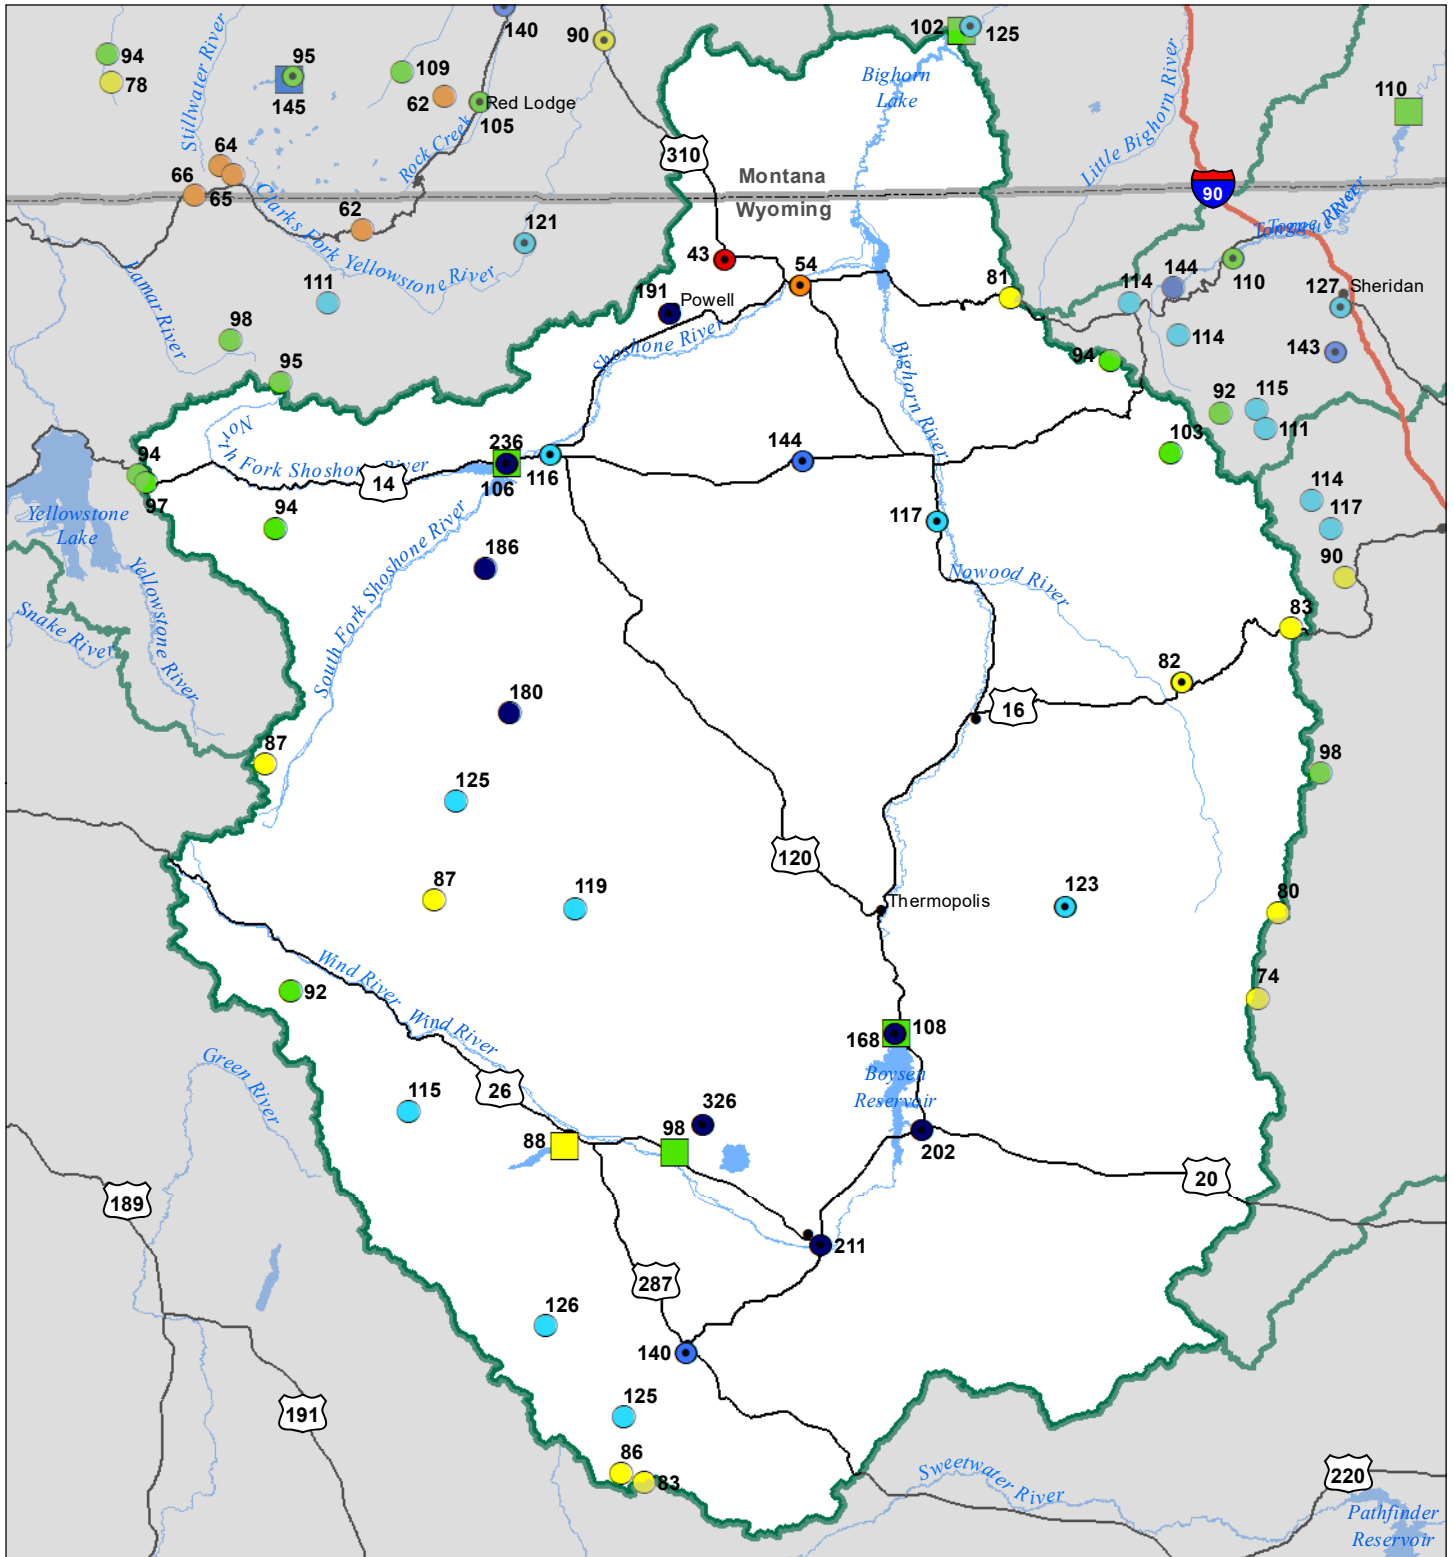 140
90
102
125
94
78
95
145
109
62
Red Lodge
105
Stillwater River
Rock Creek
Bighorn
Lake
Little Bighorn River
110
310
64
66
65
Clarks Fork Yellowstone River
62
121
Montana
Wyoming
90
Tongue River
Tongue River
43
54
81
114
144
110
127
Sheridan
191
Powell
Lamar River
111
98
95
Shoshone River
Bighorn River
114
143
94
92
115
111
103
North Fork Shoshone River
236
106
116
144
14
94
97
94
117
114
117
90
Yellowstone
Lake
Yellowstone River
Snake River
South Fork Shoshone River
186
Nowood River
83
82
180
16
87
125
98
120
87
119
Thermopolis
123
80
74
92
Wind River
Wind River
168
108
Boysen
Reservoir
Green River
115
26
326
88
98
202
20
189
211
287
126
140
191
125
86
83
Sweetwater River
220
Pathfinder
Reservoir